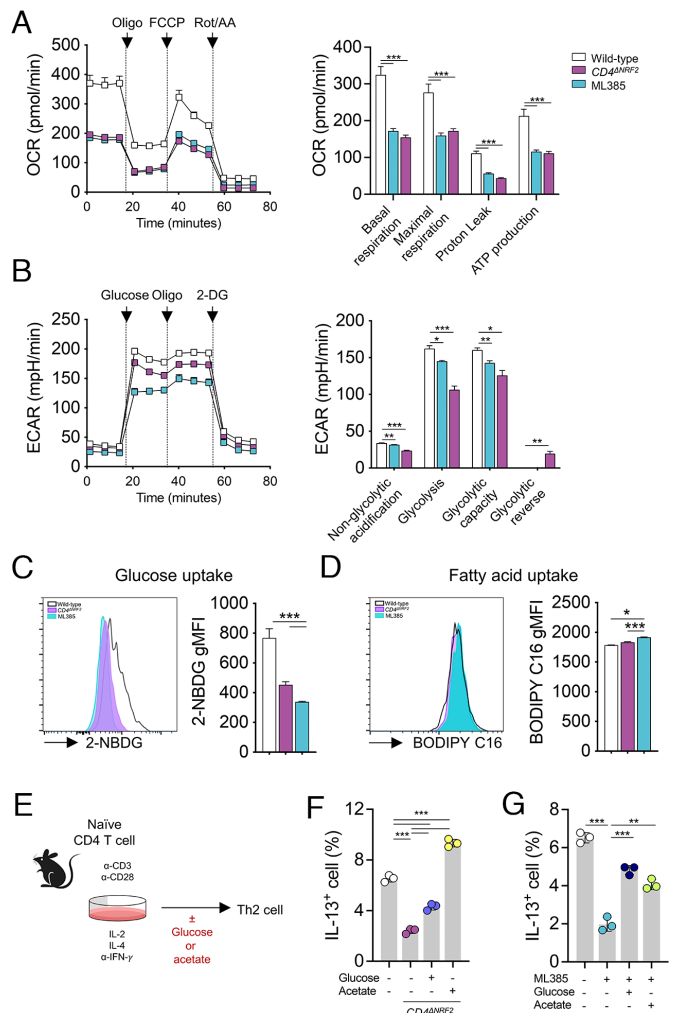 A
Oligo FCCP Rot/AA
OCR (pmol/min)
500
400
300
200
100
0
0 20 40 60 80
Time (minutes)
OCR (pmol/min)
400
300
200
100
0
Wild-type
CD4ΔNRF2
ML385
*** *** *** ***
Basal
respiration
Maximal
respiration
Proton Leak
ATP production
B
Glucose Oligo 2-DG
ECAR (mpH/min)
250
200
150
100
50
0
0 20 40 60 80
Time (minutes)
ECAR (mpH/min)
200
150
100
50
0
***
**
***
*
*
**
**
Non-glycolytic
acidification
Glycolysis
Glycolytic
capacity
Glycolytic
reverse
C
Glucose uptake
Wild-type
CD4ΔNRF2
ML385
2-NBDG
2-NBDG gMFI
1000
800
600
400
200
***
D
Fatty acid uptake
Wild-type
CD4ΔNRF2
ML385
BODIPY C16
BODIPY C16 gMFI
2500
2000
1500
1000
500
0
*
***
E
Naïve
CD4 T cell
α-CD3
α-CD28
IL-2
IL-4
α-IFN-γ
±
Glucose
or
acetate
Th2 cell
F
IL-13+ cell (%)
12
8
4
0
***
***
Glucose - - + -
Acetate - - - +
CD4ΔNRF2
G
IL-13+ cell (%)
8
6
4
2
0
*** **
***
ML385 - + + +
Glucose - - + -
Acetate - - - +